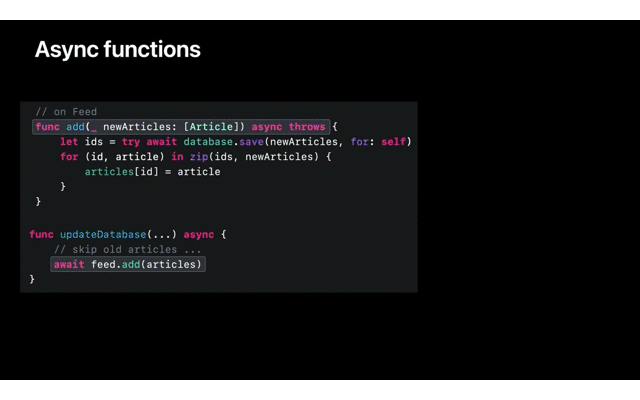 Async functions
// on Feed
func add(_ newArticles: [Article]) async throws {
let ids = try await database.save(newArticles, for: self)
for (id, article) in zip(ids, newArticles) {
articles[id] = article
}
}
func updateDatabase(...) async {
// skip old articles ...
await feed.add(articles)
}